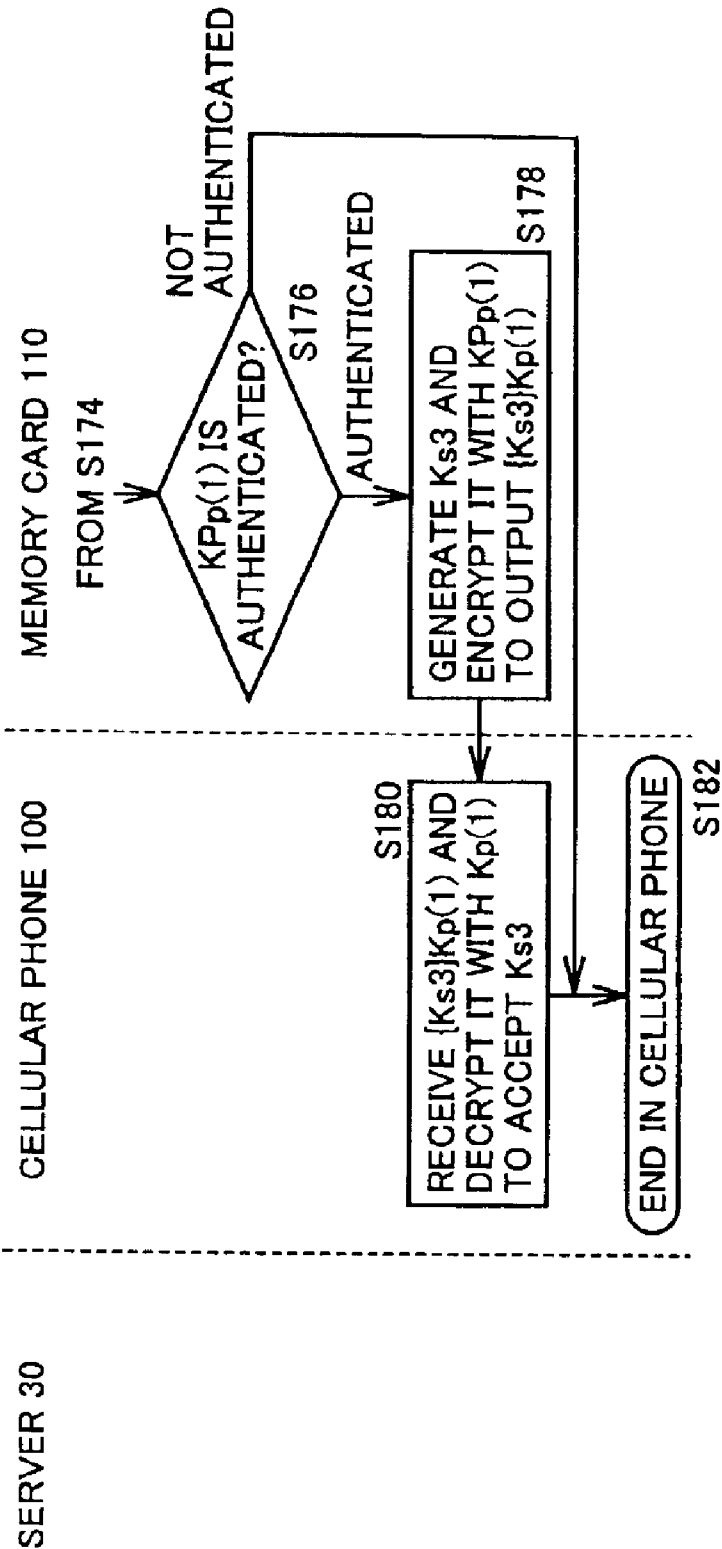 SERVER 30
CELLULAR PHONE 100
MEMORY CARD 110
FROM S174
KPp(1) IS
AUTHENTICATED?
S176
NOT
AUTHENTICATED
AUTHENTICATED
GENERATE Ks3 AND
ENCRYPT IT WITH KPp(1)
TO OUTPUT {Ks3}Kp(1)
S178
S180
RECEIVE {Ks3}Kp(1) AND
DECRYPT IT WITH Kp(1)
TO ACCEPT Ks3
END IN CELLULAR PHONE
S182